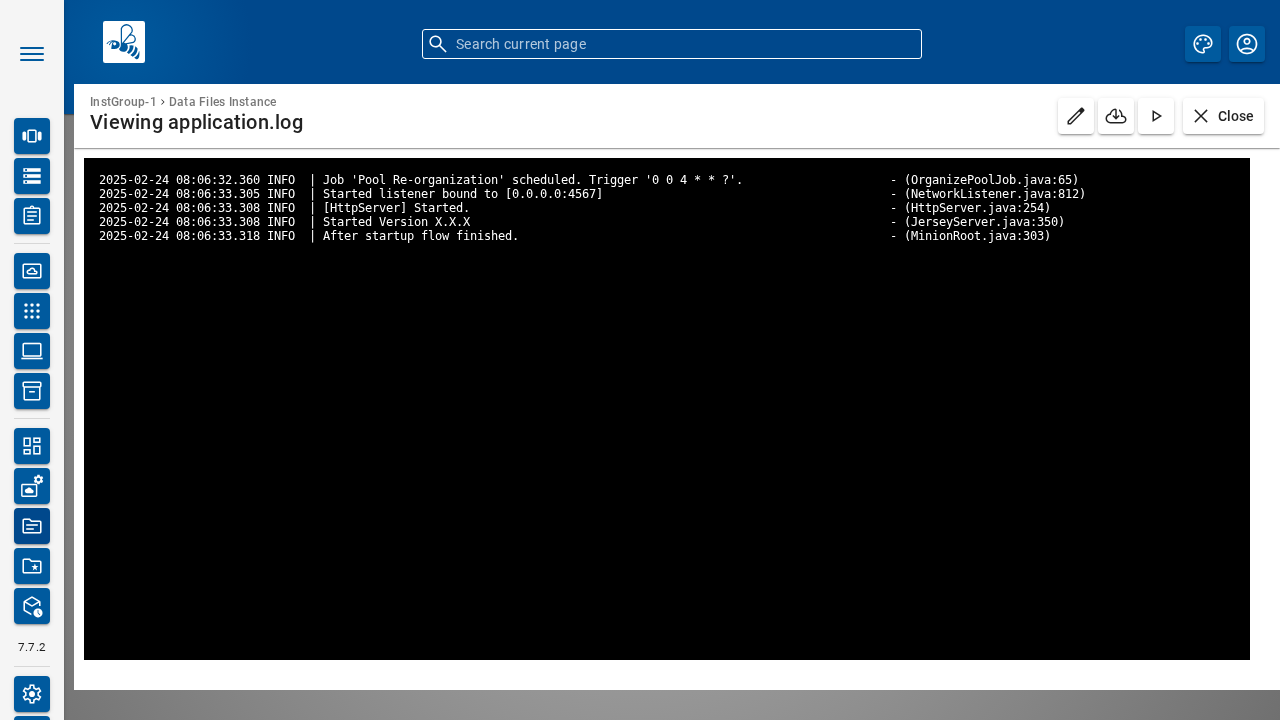 Search current page
InstGroup-1 › Data Files Instance
Viewing application.log
Close
2025-02-24 08:06:32.360 INFO  | Job 'Pool Re-organization' scheduled. Trigger '0 0 4 * * ?'.                     - (OrganizePoolJob.java:65)
2025-02-24 08:06:33.305 INFO  | Started listener bound to [0.0.0.0:4567]                                         - (NetworkListener.java:812)
2025-02-24 08:06:33.308 INFO  | [HttpServer] Started.                                                            - (HttpServer.java:254)
2025-02-24 08:06:33.308 INFO  | Started Version X.X.X                                                            - (JerseyServer.java:350)
2025-02-24 08:06:33.318 INFO  | After startup flow finished.                                                     - (MinionRoot.java:303)
7.7.2